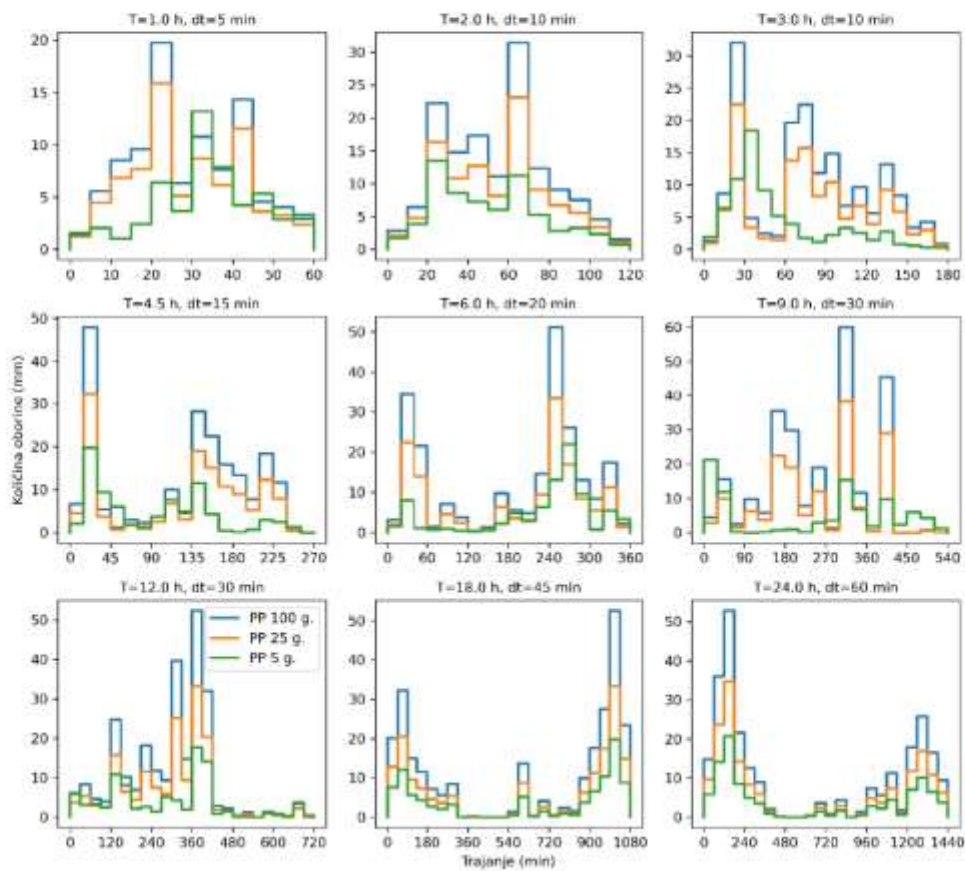 T=1.0 h, dt=5 min
T=2.0 h, dt=10 min
T=3.0 h, dt=10 min
20
15
10
5
0
0 10 20 30 40 50 60
30
25
20
15
10
5
0
0 20 40 60 80 100 120
30
25
20
15
10
5
0
0 30 60 90 120 150 180
T=4.5 h, dt=15 min
T=6.0 h, dt=20 min
T=9.0 h, dt=30 min
Količina oborine (mm)
50
40
30
20
10
0
0 45 90 135 180 225 270
50
40
30
20
10
0
0 60 120 180 240 300 360
60
50
40
30
20
10
0
0 90 180 270 360 450 540
T=12.0 h, dt=30 min
T=18.0 h, dt=45 min
T=24.0 h, dt=60 min
PP 100 g.
PP 25 g.
PP 5 g.
50
40
30
20
10
0
0 120 240 360 480 600 720
50
40
30
20
10
0
0 180 360 540 720 900 1080
50
40
30
20
10
0
0 240 480 720 960 1200 1440
Trajanje (min)